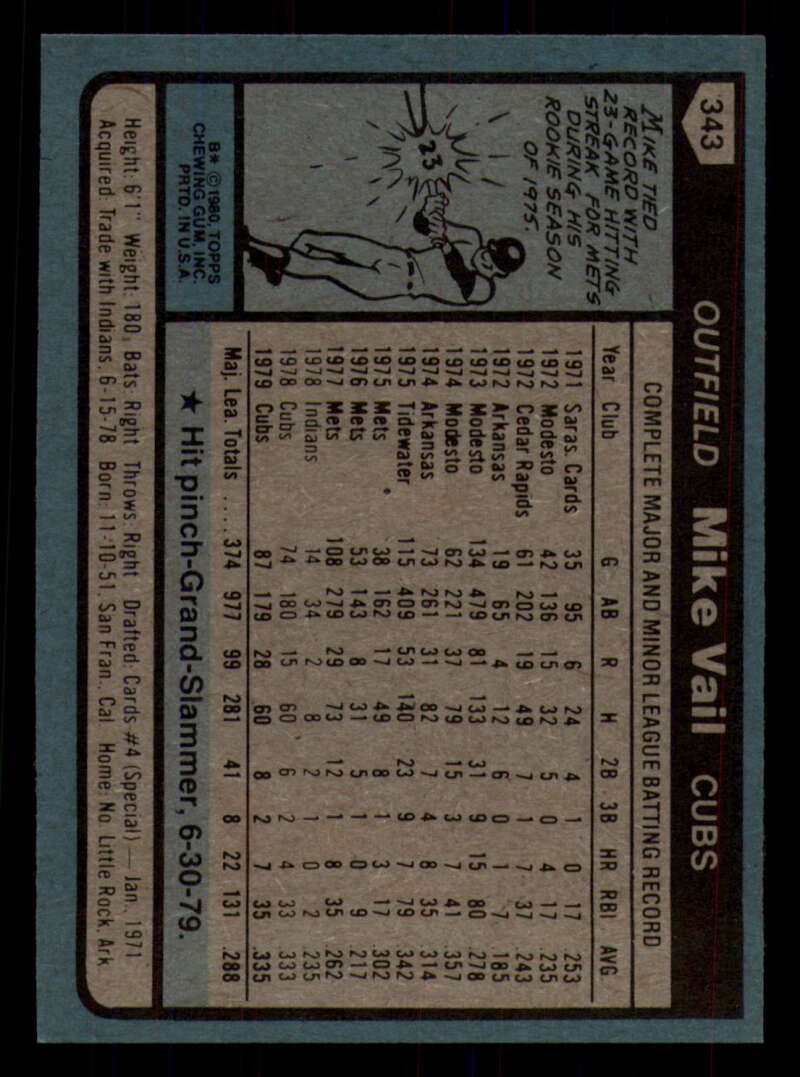 343
OUTFIELD Mike Vail CUBS
MIKE TIED
RECORD WITH
23-GAME HITTING
STREAK FOR METS
DURING HIS
ROOKIE SEASON
OF 1975.
23
B* © 1980 TOPPS
CHEWING GUM, INC.
PRTD. IN U.S.A.
COMPLETE MAJOR AND MINOR LEAGUE BATTING RECORD
Year Club G AB R H 2B 3B HR RBI AVG
1971 Saras. Cards 35 95 6 24 4 1 0 17 .253
1972 Modesto 42 136 15 32 5 0 4 17 .235
1972 Cedar Rapids 61 202 19 49 7 1 7 37 .243
1972 Arkansas 19 65 4 12 6 0 1 7 .185
1973 Modesto 134 479 81 133 31 9 15 80 .278
1974 Modesto 62 221 37 79 15 3 7 41 .357
1974 Arkansas 73 261 31 82 7 4 8 35 .314
1975 Tidewater 115 409 53 140 23 9 7 79 .342
1975 Mets 38 162 17 49 8 1 3 17 .302
1976 Mets 53 143 8 31 5 1 0 9 .217
1977 Mets 108 279 29 73 12 1 8 35 .262
1978 Indians 14 34 2 8 2 1 0 2 .235
1978 Cubs 74 180 15 60 6 2 4 33 .333
1979 Cubs 87 179 28 60 8 2 7 35 .335
Maj. Lea. Totals .... 374 977 99 281 41 8 22 131 .288
★ Hit pinch-Grand-Slammer, 6-30-79.
Height: 6'1" Weight: 180 Bats: Right Throws: Right Drafted: Cards #4 (Special) — Jan., 1971
Acquired: Trade with Indians, 6-15-78 Born: 11-10-51, San Fran., Cal. Home: No. Little Rock, Ark.